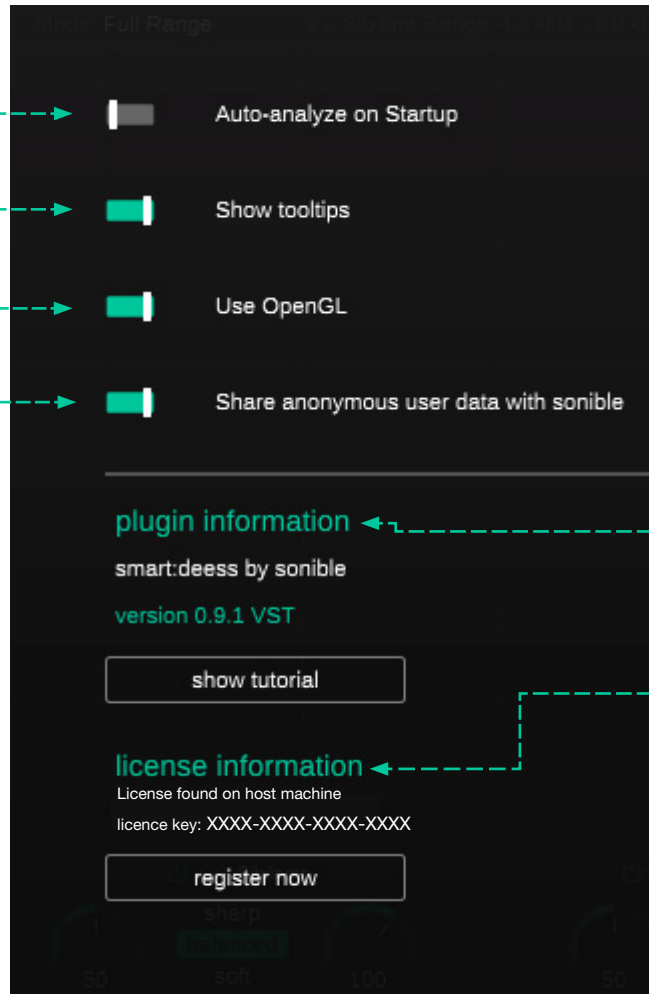 Mode Full Range
Auto-analyze on Startup
Show tooltips
Use OpenGL
Share anonymous user data with sonible
plugin information
smart:deess by sonible
version 0.9.1 VST
show tutorial
license information
License found on host machine
licence key: XXXX-XXXX-XXXX-XXXX
register now
sharp
balanced
50 soft 100 50